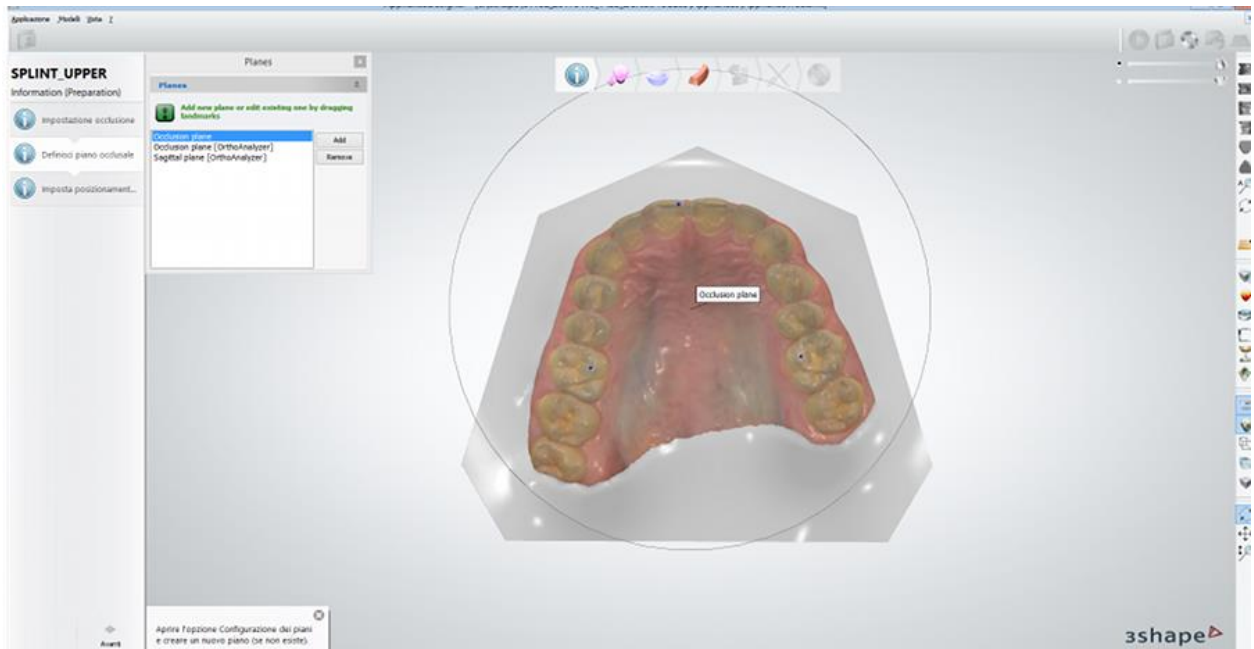 Applicazione Modelli Vista ?
SPLINT_UPPER
Information (Preparation)
Impostazione occlusione
Definisci piano occlusale
Imposta posizionament...
Planes
Planes
Add new plane or edit existing one by dragging
landmarks
Occlusion plane
Occlusion plane [OrthoAnalyzer]
Sagittal plane [OrthoAnalyzer]
Add
Remove
Occlusion plane
Aprire l'opzione Configurazione dei piani
e creare un nuovo piano (se non esiste)
Avanti
3shape